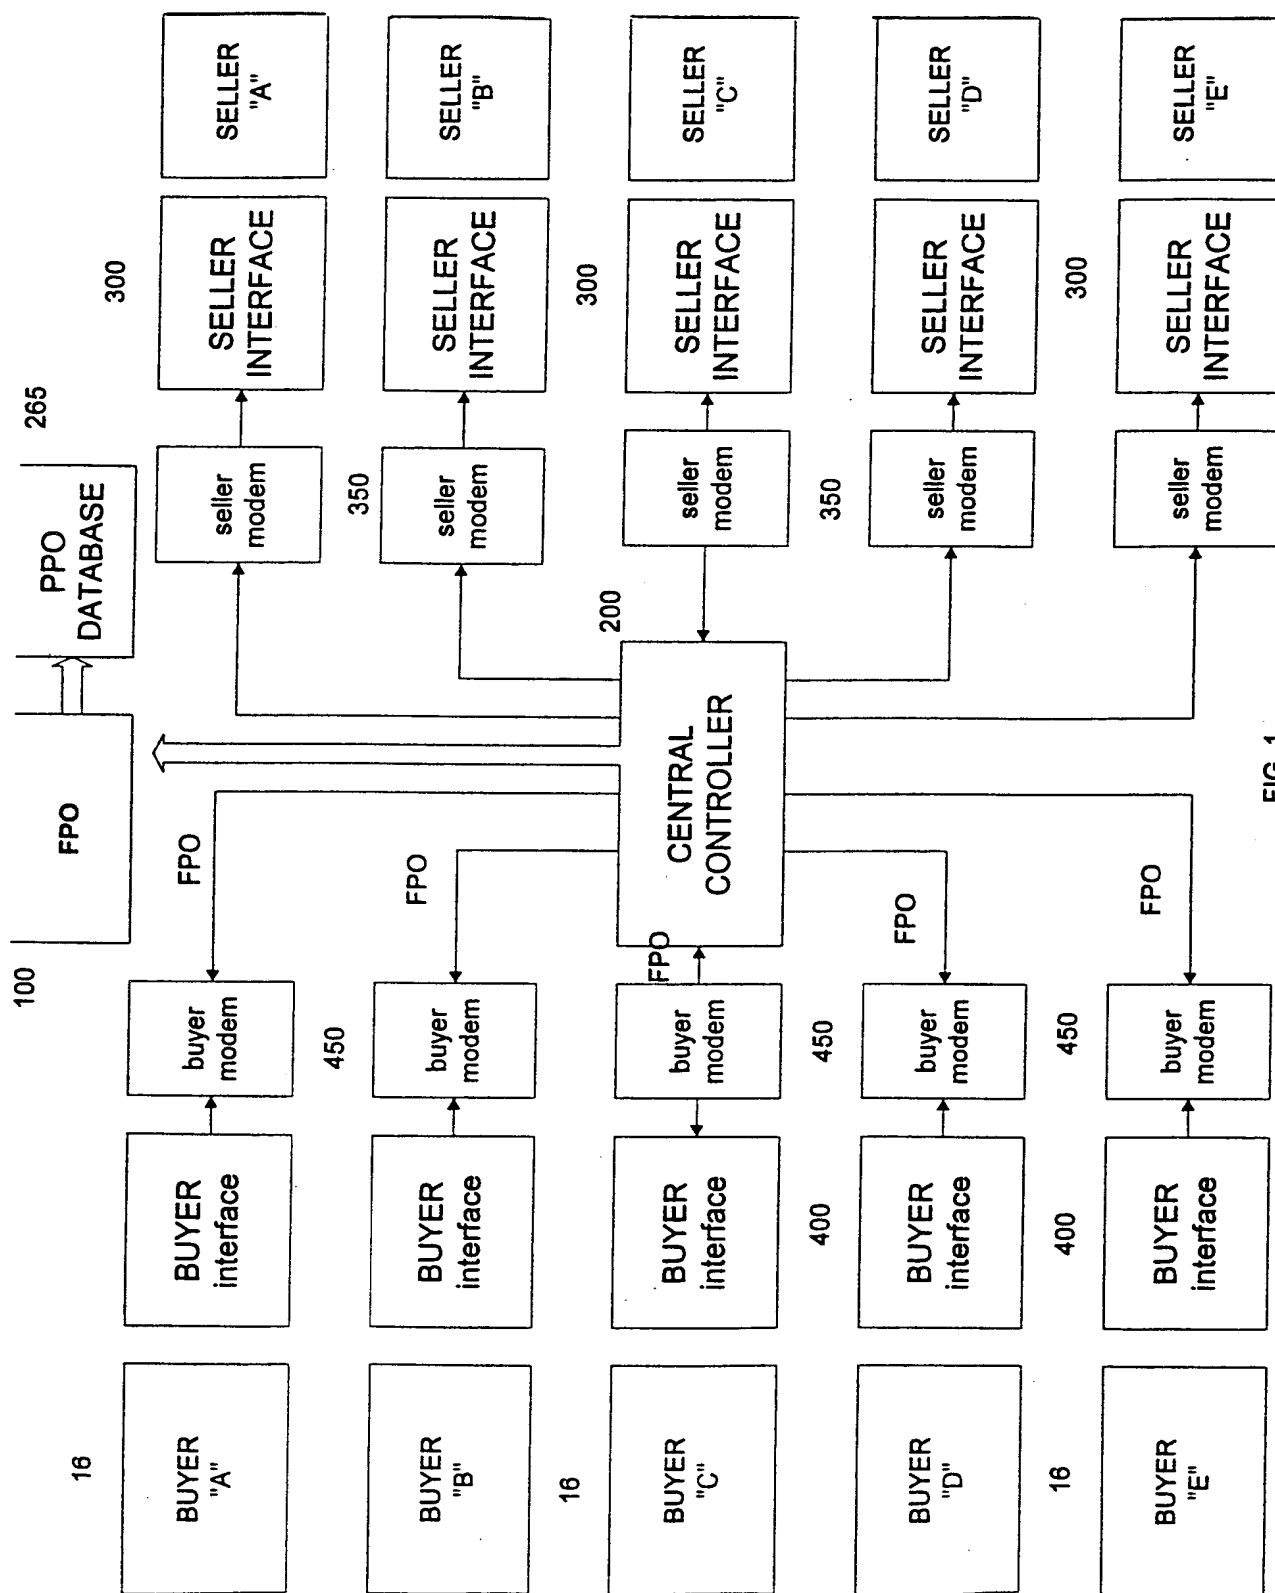 100
265
FPO
PPO
DATABASE
16
300
BUYER
"A"
BUYER
interface
buyer
modem
FPO
seller
modem
SELLER
INTERFACE
SELLER
"A"
450
350
BUYER
"B"
BUYER
interface
buyer
modem
FPO
seller
modem
SELLER
INTERFACE
SELLER
"B"
16
200
300
BUYER
"C"
BUYER
interface
buyer
modem
FPO
CENTRAL
CONTROLLER
seller
modem
SELLER
INTERFACE
SELLER
"C"
400
450
350
BUYER
"D"
BUYER
interface
buyer
modem
FPO
seller
modem
SELLER
INTERFACE
SELLER
"D"
16
400
450
300
BUYER
"E"
BUYER
interface
buyer
modem
FPO
seller
modem
SELLER
INTERFACE
SELLER
"E"
FIG. 1